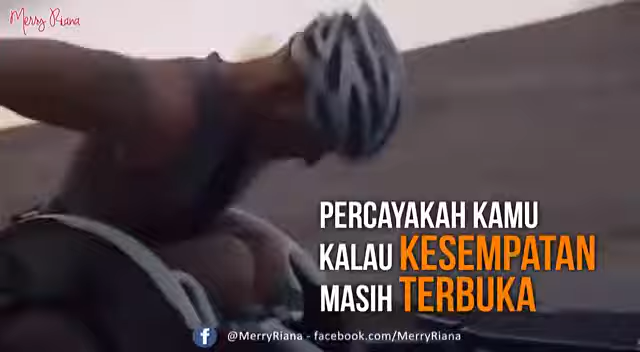 Merry Riana
PERCAYAKAH KAMU
KALAU KESEMPATAN
MASIH TERBUKA
f @MerryRiana - facebook.com/MerryRiana